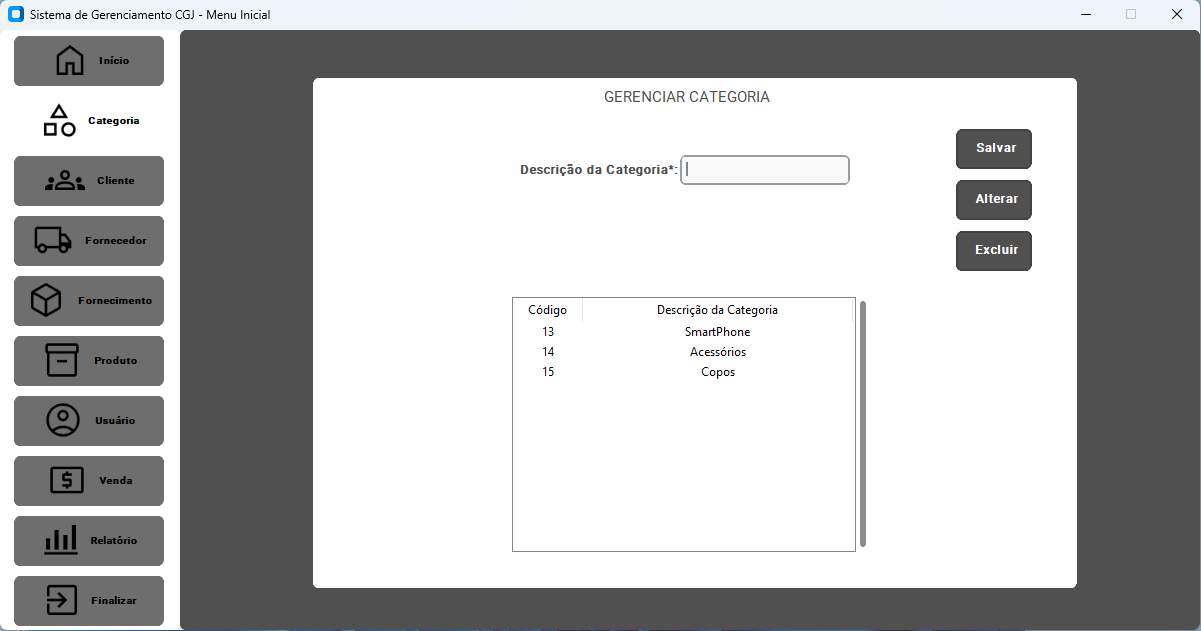 Sistema de Gerenciamento CGJ - Menu Inicial
Início
Categoria
Cliente
Fornecedor
Fornecimento
Produto
Usuário
Venda
Relatório
Finalizar
GERENCIAR CATEGORIA
Descrição da Categoria*:
Salvar
Alterar
Excluir
Código Descrição da Categoria
13 SmartPhone
14 Acessórios
15 Copos